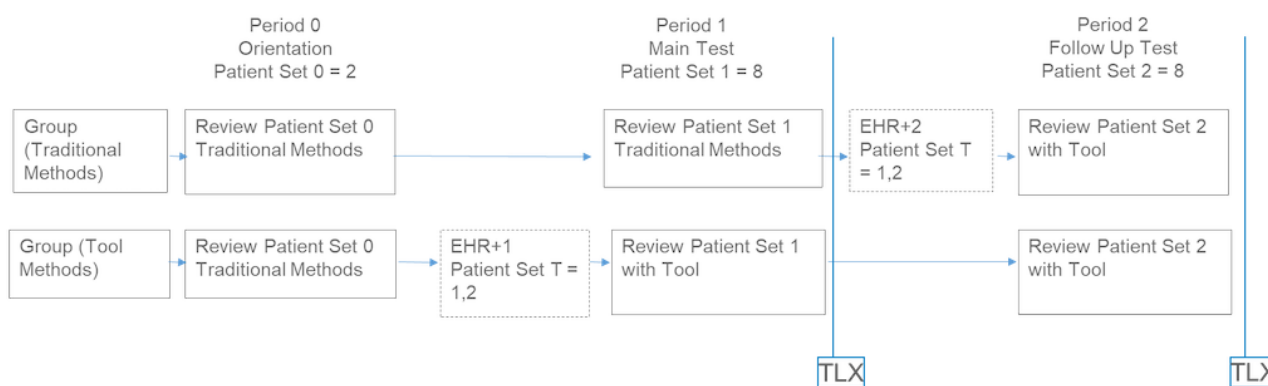 Period 0
Orientation
Patient Set 0 = 2
Period 1
Main Test
Patient Set 1 = 8
Period 2
Follow Up Test
Patient Set 2 = 8
Group
(Traditional
Methods)
Review Patient Set 0
Traditional Methods
Review Patient Set 1
Traditional Methods
EHR+2
Patient Set T
= 1,2
Review Patient Set 2
with Tool
Group (Tool
Methods)
Review Patient Set 0
Traditional Methods
EHR+1
Patient Set T =
1,2
Review Patient Set 1
with Tool
Review Patient Set 2
with Tool
TLX
TLX